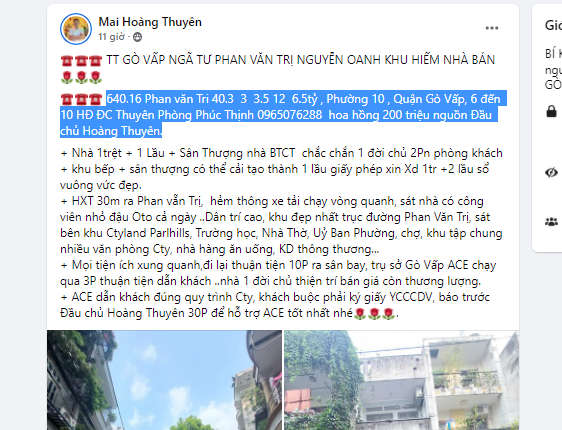 Mai Hoàng Thuyên
11 giờ ·
TT GÒ VẤP NGÃ TƯ PHAN VĂN TRỊ NGUYỄN OANH KHU HIẾM NHÀ BÁN
640.16 Phan văn Tri 40.3 3 3.5 12 6.5tỷ , Phường 10 , Quận Gò Vấp, 6 đến
10 HĐ ĐC Thuyên Phòng Phúc Thịnh 0965076288 hoa hồng 200 triệu nguồn Đầu
chủ Hoàng Thuyên.
+ Nhà 1trệt + 1 Lầu + Sân Thượng nhà BTCT chắc chắn 1 đời chủ 2Pn phòng khách
+ khu bếp + sân thượng có thể cải tạo thành 1 lầu giấy phép xin Xd 1tr +2 lầu sổ
vuông vức đẹp.
+ HXT 30m ra Phan vẫn Trị, hẻm thông xe tải chạy vòng quanh, sát nhà có công
viên nhỏ đậu Oto cả ngày ..Dân trí cao, khu đẹp nhất trục đường Phan Văn Trị, sát
bên khu Ctyland Parlhills, Trường học, Nhà Thờ, Uỷ Ban Phường, chợ, khu tập chung
nhiều văn phòng Cty, nhà hàng ăn uống, KD thông thương...
+ Mọi tiện ích xung quanh,đi lại thuận tiện 10P ra sân bay, trụ sở Gò Vấp ACE chạy
qua 3P thuận tiện dẫn khách ..nhà 1 đời chủ thiện trí bán giá còn thương lượng.
+ ACE dẫn khách đúng quy trình Cty, khách buộc phải ký giấy YCCCDV, báo trước
Đầu chủ Hoàng Thuyên 30P để hỗ trợ ACE tốt nhất nhé
.
Giớ
BÍ K
ngu
GÒ